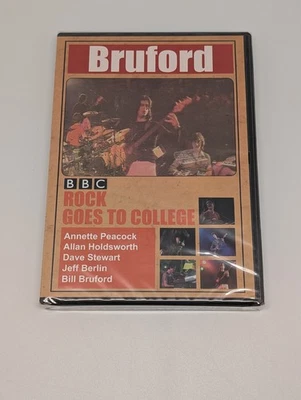 Bruford
BBC
ROCK
GOES TO COLLEGE
Annette Peacock
Allan Holdsworth
Dave Stewart
Jeff Berlin
Bill Bruford